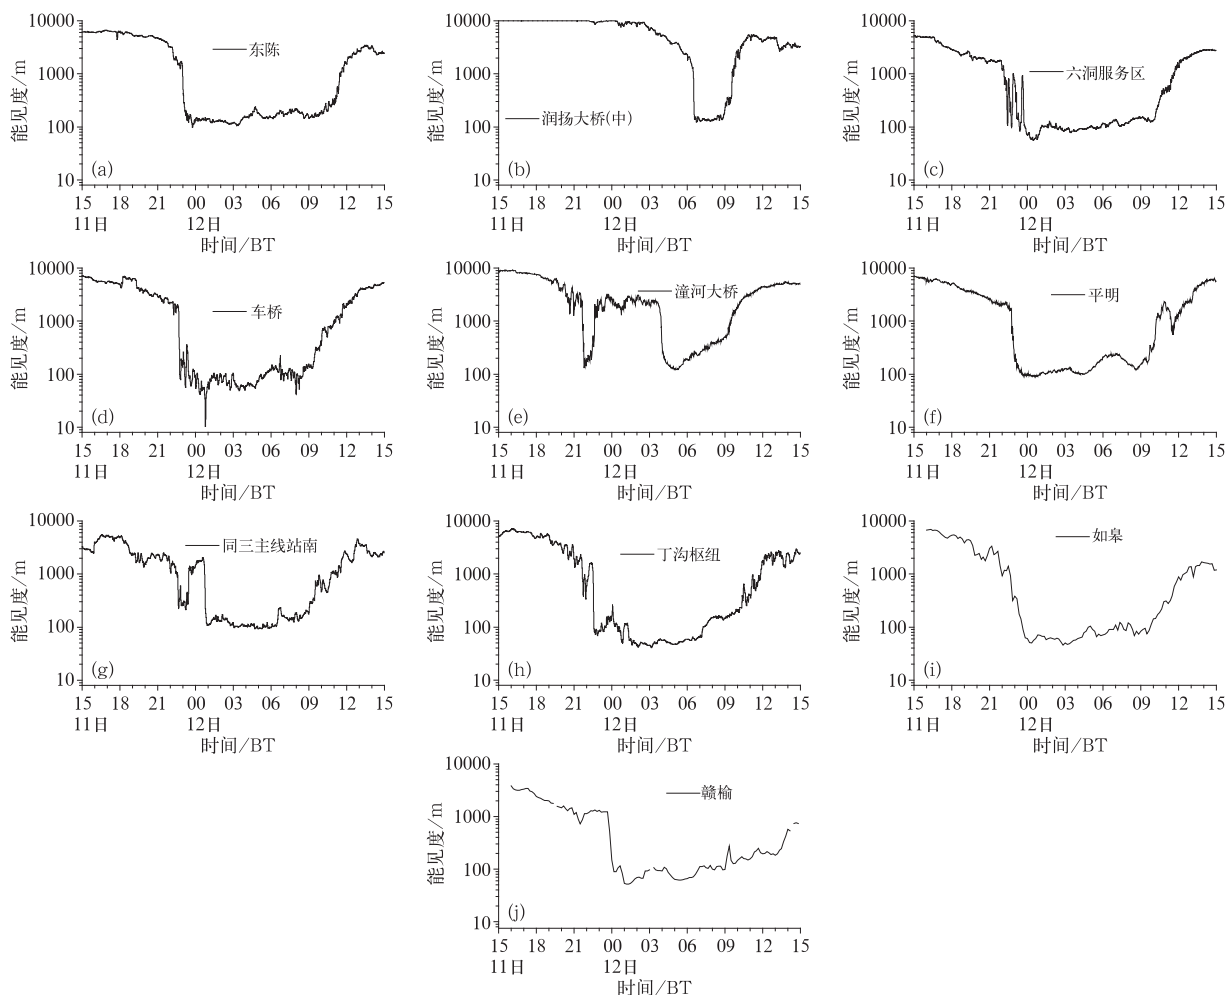 10000
1000
100
10
能见度/m
东陈
(a)
15 18 21 00 03 06 09 12 15
11日 12日
时间/BT
10000
1000
100
10
能见度/m
润扬大桥(中)
(b)
15 18 21 00 03 06 09 12 15
11日 12日
时间/BT
10000
1000
100
10
能见度/m
六洞服务区
(c)
15 18 21 00 03 06 09 12 15
11日 12日
时间/BT
10000
1000
100
10
能见度/m
车桥
(d)
15 18 21 00 03 06 09 12 15
11日 12日
时间/BT
10000
1000
100
10
能见度/m
潼河大桥
(e)
15 18 21 00 03 06 09 12 15
11日 12日
时间/BT
10000
1000
100
10
能见度/m
平明
(f)
15 18 21 00 03 06 09 12 15
11日 12日
时间/BT
10000
1000
100
10
能见度/m
同三主线站南
(g)
15 18 21 00 03 06 09 12 15
11日 12日
时间/BT
10000
1000
100
10
能见度/m
丁沟枢纽
(h)
15 18 21 00 03 06 09 12 15
11日 12日
时间/BT
10000
1000
100
10
能见度/m
如皋
(i)
15 18 21 00 03 06 09 12 15
11日 12日
时间/BT
10000
1000
100
10
能见度/m
赣榆
(j)
15 18 21 00 03 06 09 12 15
11日 12日
时间/BT